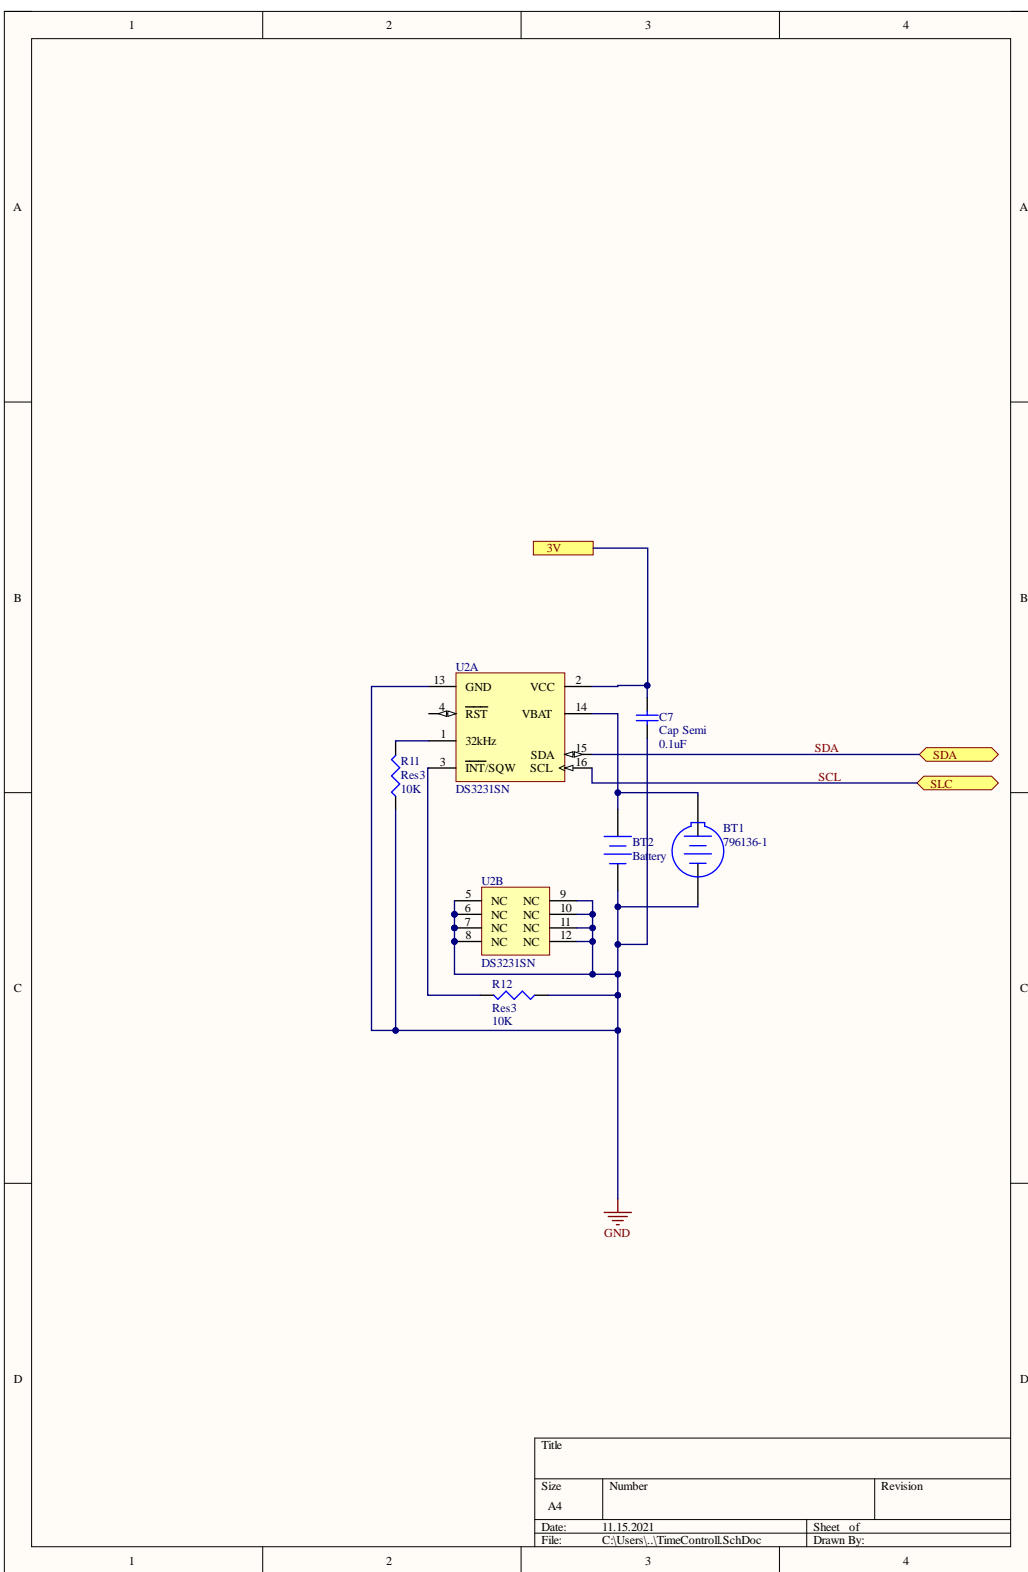 1 2 3 4
A A
3V
B B
U2A
13 GND VCC 2
4 RST VBAT 14
C7
Cap Semi
0.1uF
1 32kHz
SDA 15 SDA SDA
3 INT/SQW SCL 16 SCL SLC
R11
Res3
10K
DS3231SN
BT1
796136-1
BT2
Battery
U2B
5 NC NC 9
6 NC NC 10
7 NC NC 11
8 NC NC 12
DS3231SN
R12
Res3
10K
C C
GND
D D
Title
Size Number Revision
A4
Date: 11.15.2021 Sheet of
File: C:\Users\..\TimeControll.SchDoc Drawn By:
1 2 3 4